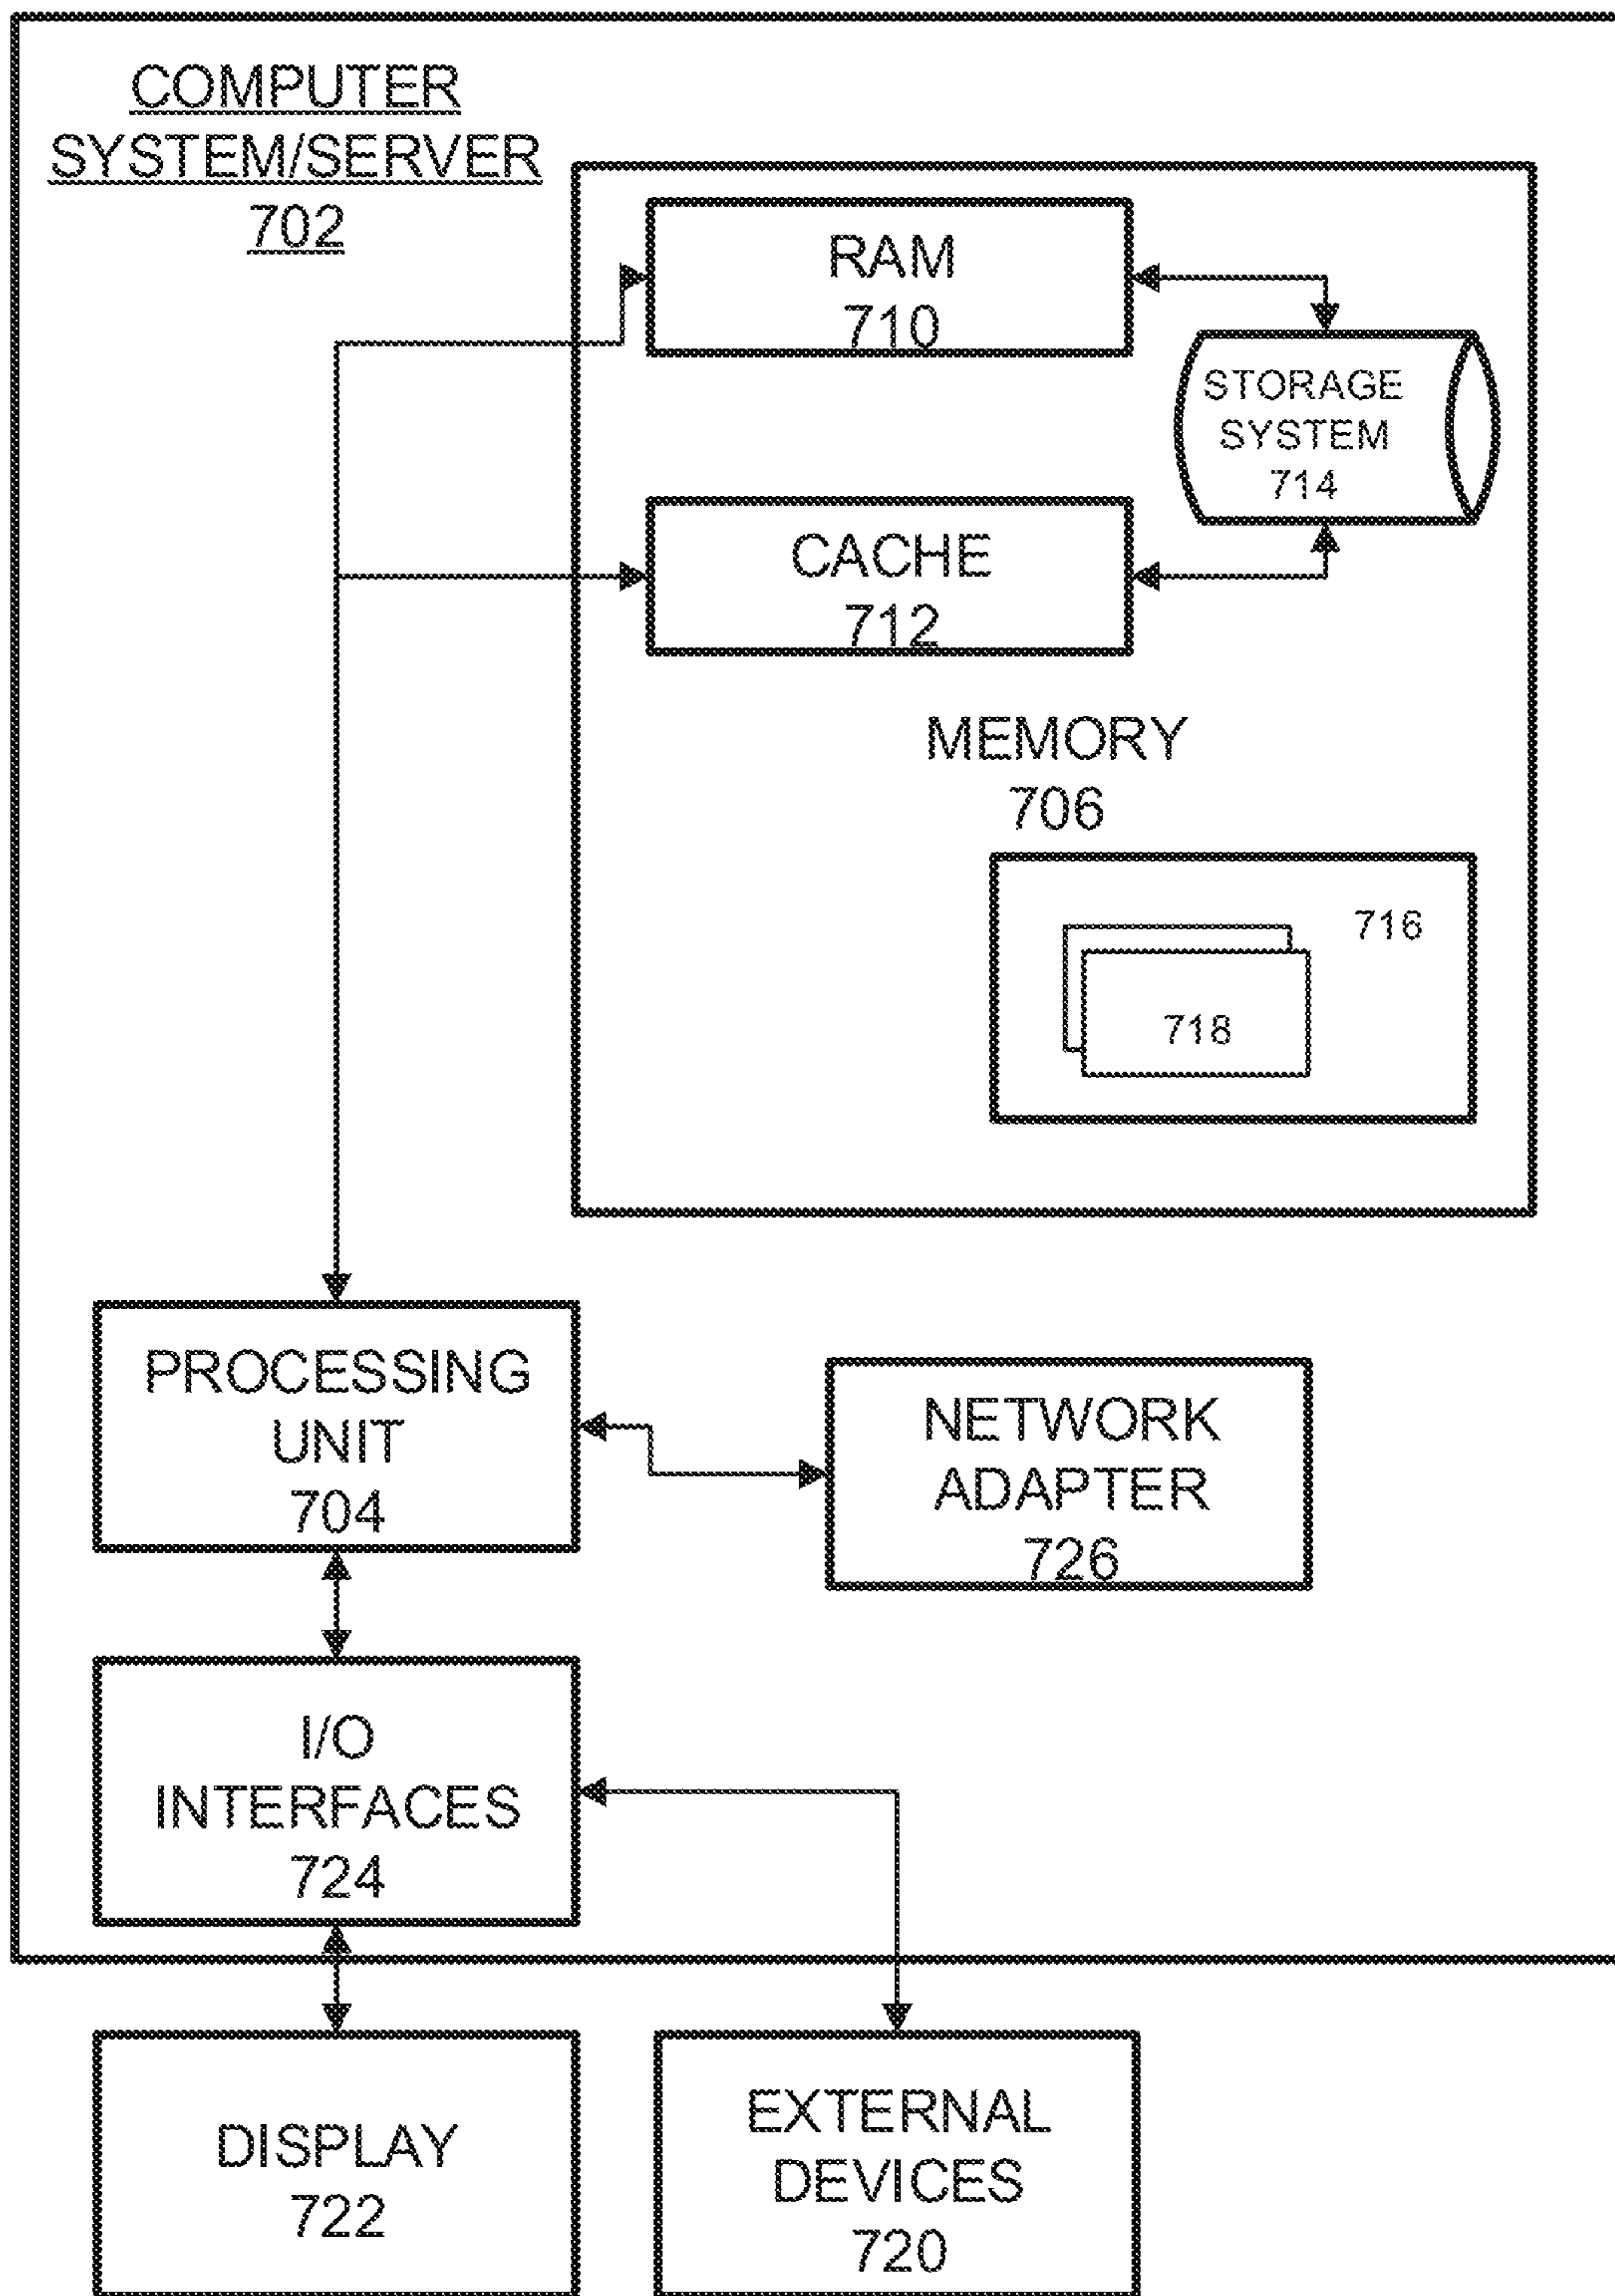 COMPUTER
SYSTEM/SERVER
702
RAM
710
STORAGE
SYSTEM
714
CACHE
712
MEMORY
706
716
718
PROCESSING
UNIT
704
NETWORK
ADAPTER
726
I/O
INTERFACES
724
DISPLAY
722
EXTERNAL
DEVICES
720